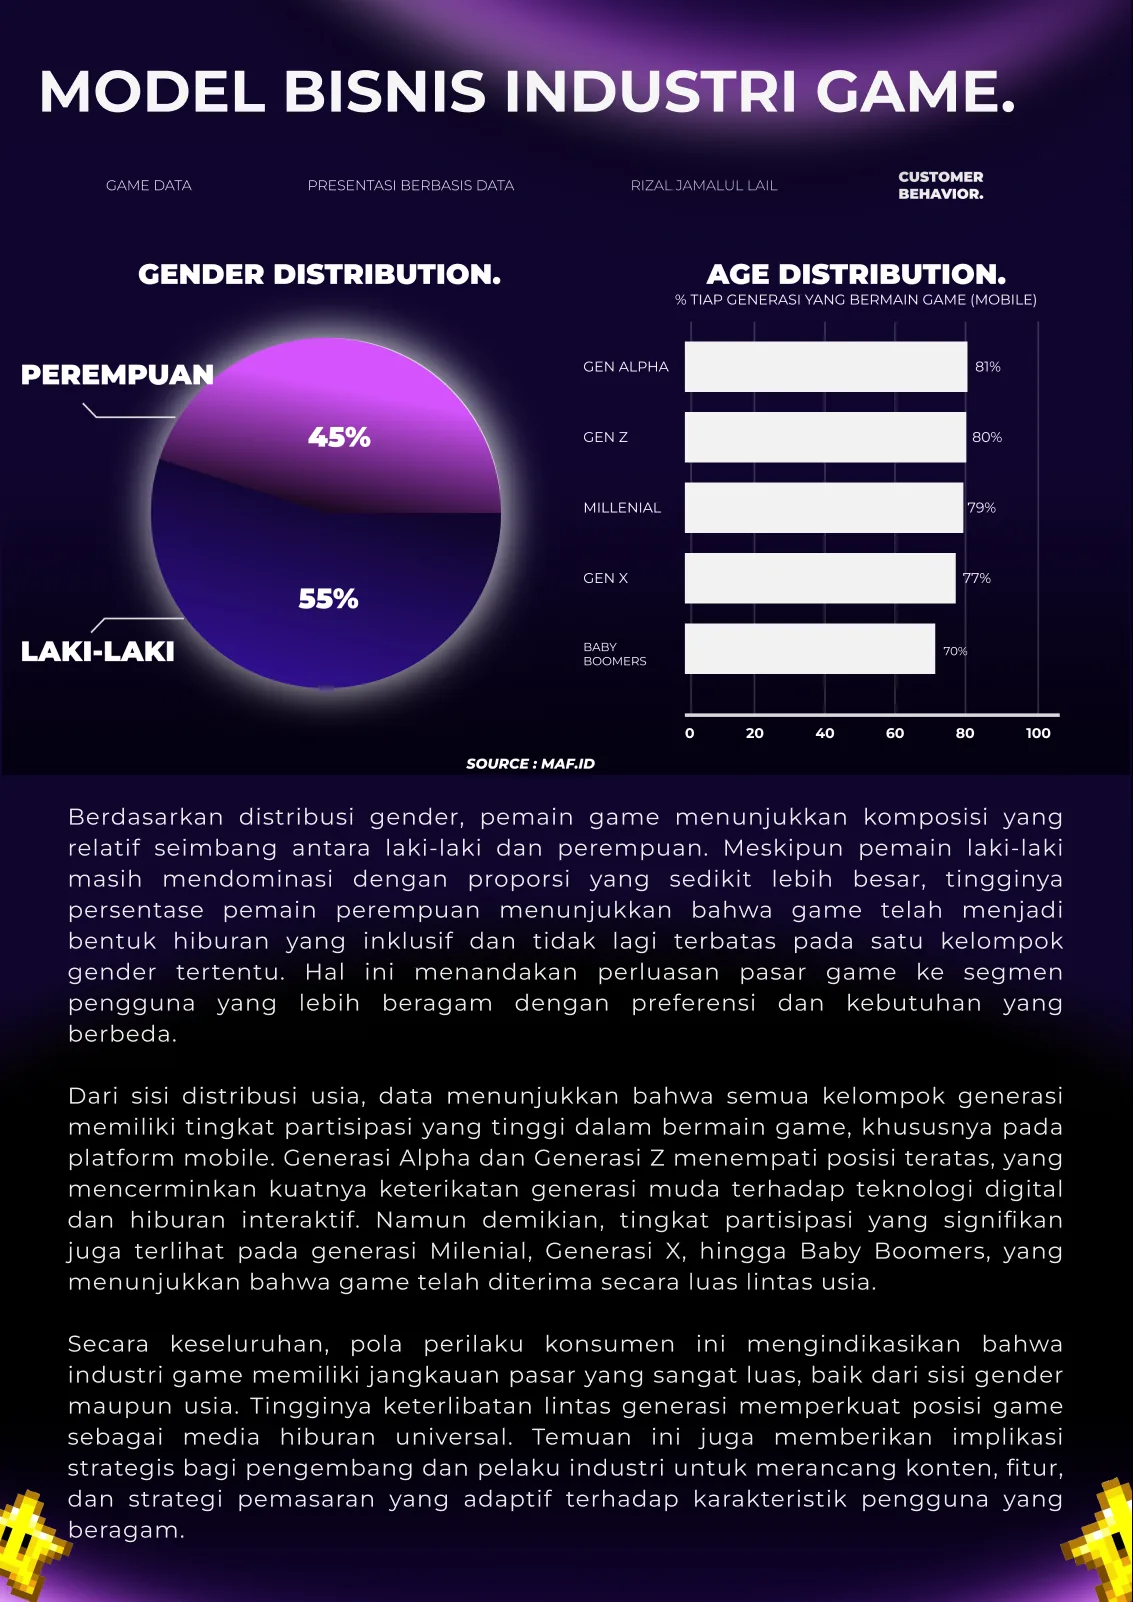 MODEL BISNIS INDUSTRI GAME.
GAME DATA
PRESENTASI BERBASIS DATA
RIZAL JAMALUL LAIL
CUSTOMER
BEHAVIOR.
GENDER DISTRIBUTION.
PEREMPUAN
45%
55%
LAKI-LAKI
AGE DISTRIBUTION.
% TIAP GENERASI YANG BERMAIN GAME (MOBILE)
GEN ALPHA
81%
GEN Z
80%
MILLENIAL
79%
GEN X
77%
BABY
BOOMERS
70%
0 20 40 60 80 100
SOURCE : MAF.ID
Berdasarkan distribusi gender, pemain game menunjukkan komposisi yang
relatif seimbang antara laki-laki dan perempuan. Meskipun pemain laki-laki
masih mendominasi dengan proporsi yang sedikit lebih besar, tingginya
persentase pemain perempuan menunjukkan bahwa game telah menjadi
bentuk hiburan yang inklusif dan tidak lagi terbatas pada satu kelompok
gender tertentu. Hal ini menandakan perluasan pasar game ke segmen
pengguna yang lebih beragam dengan preferensi dan kebutuhan yang
berbeda.
Dari sisi distribusi usia, data menunjukkan bahwa semua kelompok generasi
memiliki tingkat partisipasi yang tinggi dalam bermain game, khususnya pada
platform mobile. Generasi Alpha dan Generasi Z menempati posisi teratas, yang
mencerminkan kuatnya keterikatan generasi muda terhadap teknologi digital
dan hiburan interaktif. Namun demikian, tingkat partisipasi yang signifikan
juga terlihat pada generasi Milenial, Generasi X, hingga Baby Boomers, yang
menunjukkan bahwa game telah diterima secara luas lintas usia.
Secara keseluruhan, pola perilaku konsumen ini mengindikasikan bahwa
industri game memiliki jangkauan pasar yang sangat luas, baik dari sisi gender
maupun usia. Tingginya keterlibatan lintas generasi memperkuat posisi game
sebagai media hiburan universal. Temuan ini juga memberikan implikasi
strategis bagi pengembang dan pelaku industri untuk merancang konten, fitur,
dan strategi pemasaran yang adaptif terhadap karakteristik pengguna yang
beragam.